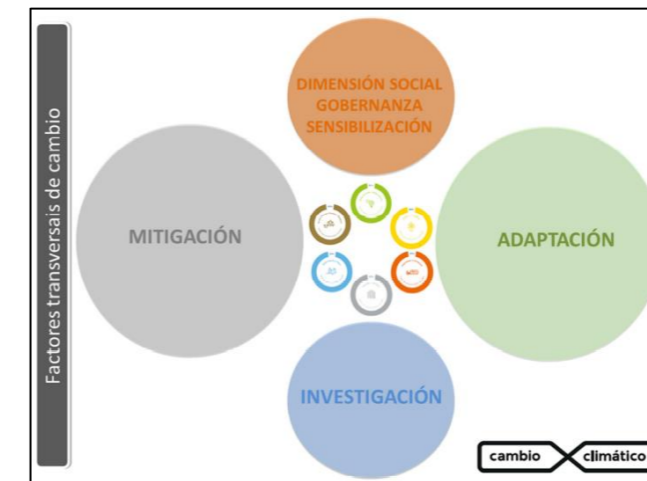 Factores transversais de cambio
DIMENSIÓN SOCIAL
GOBERNANZA
SENSIBILIZACIÓN
MITIGACIÓN
ADAPTACIÓN
INVESTIGACIÓN
cambio climático